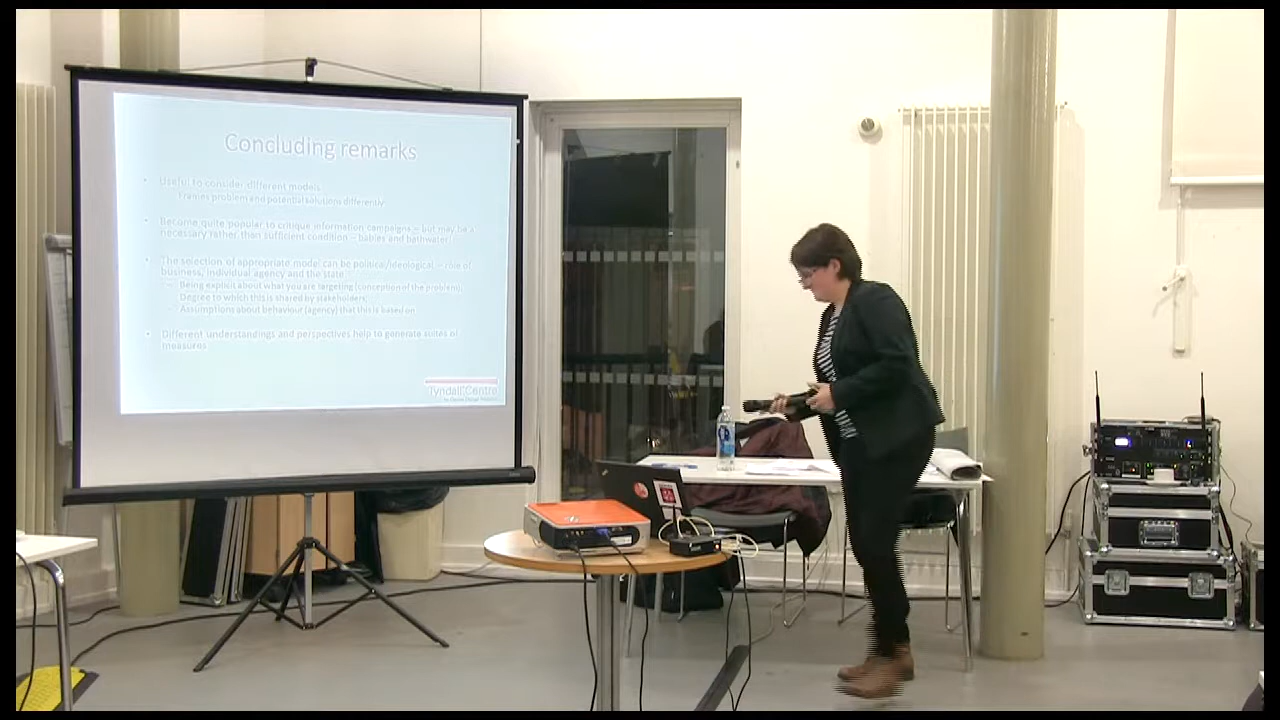 Concluding remarks
Useful to consider different models
Frames problem and potential solutions differently
Become quite popular to critique information campaigns – but may be a
necessary rather than sufficient condition – babies and bathwater!
The selection of appropriate model can be political/ideological – role of
business, individual agency and the state
Being explicit about what you are targeting (conception of the problem)
Degree to which this is shared by stakeholders,
Assumptions about behaviour (agency) that this is based on
Different understandings and perspectives help to generate suites of
measures
Tyndall Centre